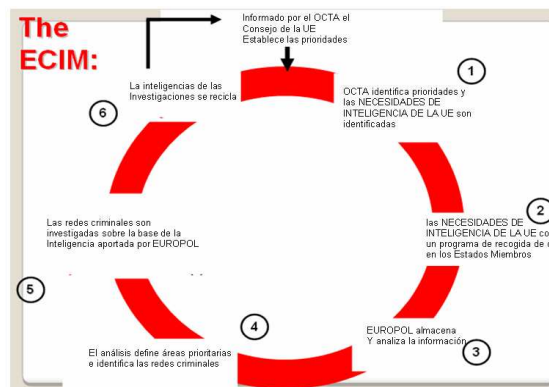 The
ECIM:
Informado por el OCTA el
Consejo de la UE
Establece las prioridades
1
OCTA identifica prioridades y
las NECESIDADES DE
INTELIGENCIA DE LA UE son
identificadas
2
las NECESIDADES DE
INTELIGENCIA DE LA UE co
un programa de recogida de
en los Estados Miembros
3
EUROPOL almacena
Y analiza la información
4
El análisis define áreas prioritarias
e identifica las redes criminales
5
Las redes criminales son
investigadas sobre la base de la
Inteligencia aportada por EUROPOL
6
La inteligencias de las
Investigaciones se recicla